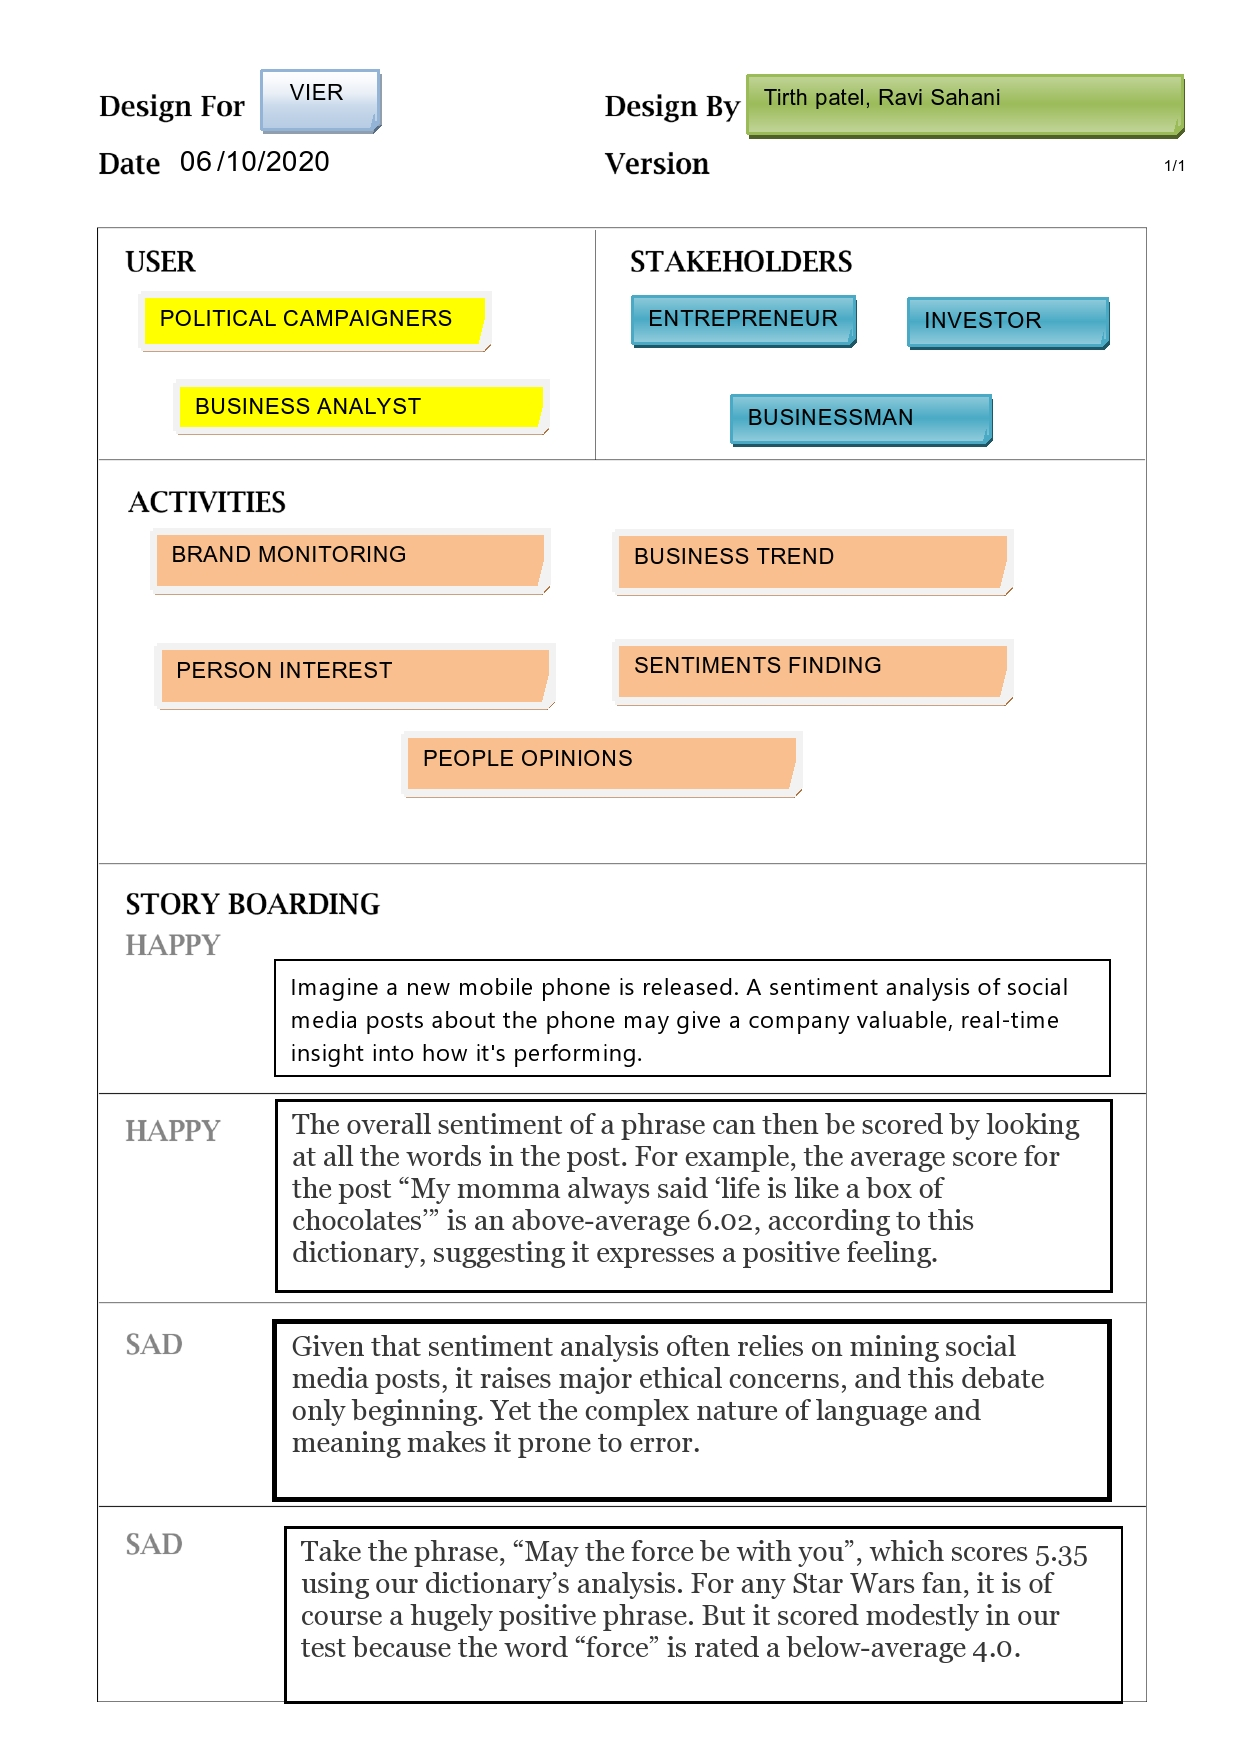 Design For VIER
Design By Tirth patel, Ravi Sahani
Date 06/10/2020
Version 1/1
USER
POLITICAL CAMPAIGNERS
BUSINESS ANALYST
STAKEHOLDERS
ENTREPRENEUR
INVESTOR
BUSINESSMAN
ACTIVITIES
BRAND MONITORING
BUSINESS TREND
PERSON INTEREST
SENTIMENTS FINDING
PEOPLE OPINIONS
STORY BOARDING
HAPPY
Imagine a new mobile phone is released. A sentiment analysis of social
media posts about the phone may give a company valuable, real-time
insight into how it's performing.
HAPPY
The overall sentiment of a phrase can then be scored by looking
at all the words in the post. For example, the average score for
the post “My momma always said ‘life is like a box of
chocolates’” is an above-average 6.02, according to this
dictionary, suggesting it expresses a positive feeling.
SAD
Given that sentiment analysis often relies on mining social
media posts, it raises major ethical concerns, and this debate
only beginning. Yet the complex nature of language and
meaning makes it prone to error.
SAD
Take the phrase, “May the force be with you”, which scores 5.35
using our dictionary’s analysis. For any Star Wars fan, it is of
course a hugely positive phrase. But it scored modestly in our
test because the word “force” is rated a below-average 4.0.